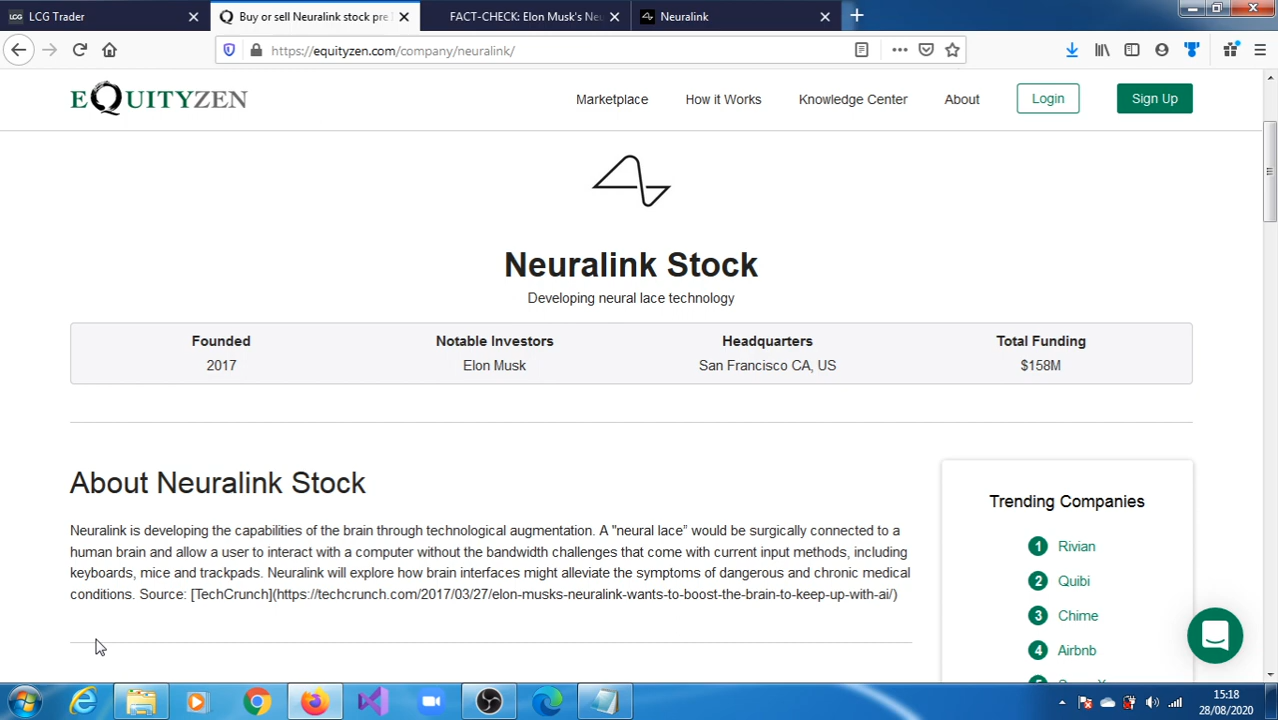 LCG LCG Trader
Buy or sell Neuralink stock pre
FACT-CHECK: Elon Musk's Ne
Neuralink
https://equityzen.com/company/neuralink/
EQUITYZEN
Marketplace
How it Works
Knowledge Center
About
Login
Sign Up
Neuralink Stock
Developing neural lace technology
Founded
Notable Investors
Headquarters
Total Funding
2017
Elon Musk
San Francisco CA, US
$158M
About Neuralink Stock
Neuralink is developing the capabilities of the brain through technological augmentation. A "neural lace” would be surgically connected to a
human brain and allow a user to interact with a computer without the bandwidth challenges that come with current input methods, including
keyboards, mice and trackpads. Neuralink will explore how brain interfaces might alleviate the symptoms of dangerous and chronic medical
conditions. Source: [TechCrunch](https://techcrunch.com/2017/03/27/elon-musks-neuralink-wants-to-boost-the-brain-to-keep-up-with-ai/)
Trending Companies
1 Rivian
2 Quibi
3 Chime
4 Airbnb
15:18
28/08/2020